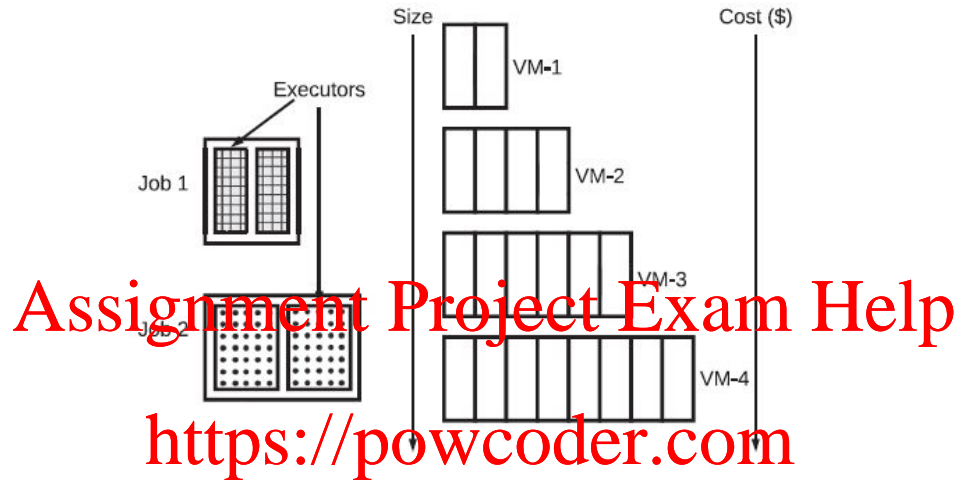 Size
Cost ($)
VM-1
Executors
Job 1
VM-2
VM-3
Assignment Project Exam Help
Job 2
VM-4
https://powcoder.com